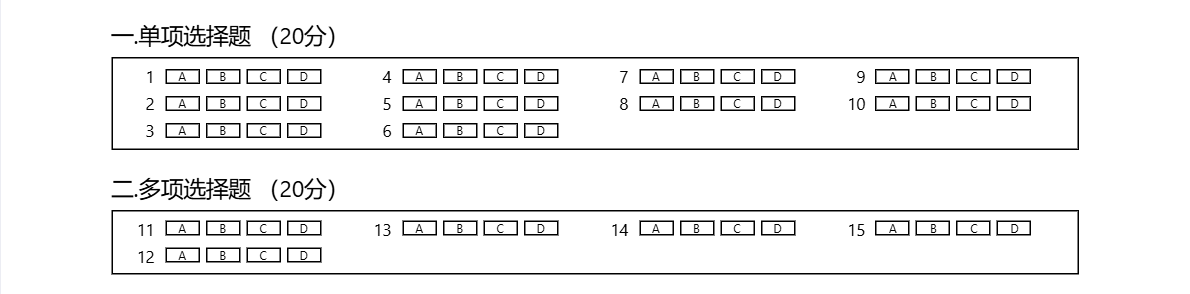 一.单项选择题 （20分）
1 A B C D 4 A B C D 7 A B C D 9 A B C D
2 A B C D 5 A B C D 8 A B C D 10 A B C D
3 A B C D 6 A B C D
二.多项选择题 （20分）
11 A B C D 13 A B C D 14 A B C D 15 A B C D
12 A B C D